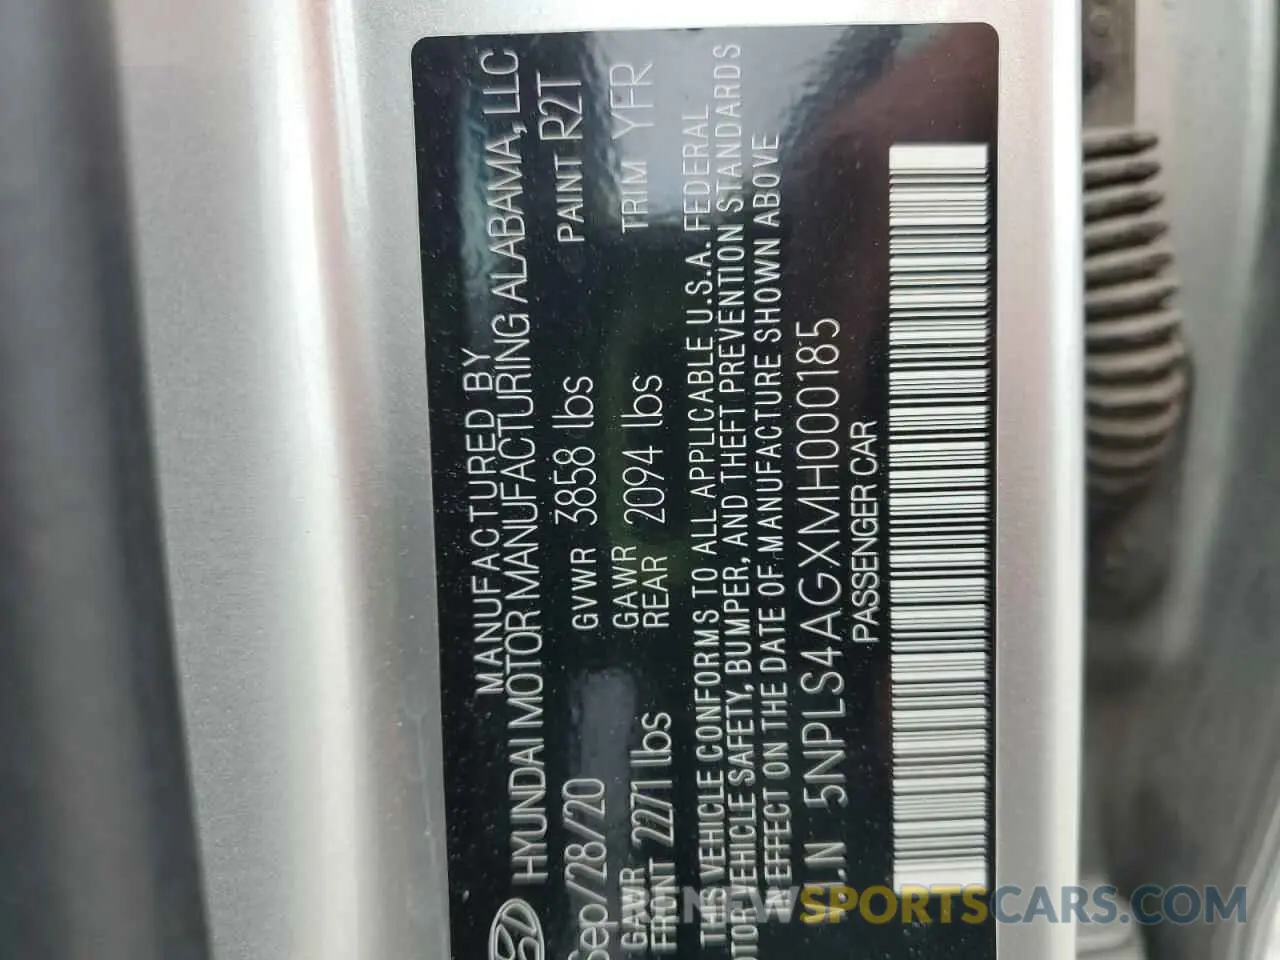 MANUFACTURED BY
HYUNDAI MOTOR MANUFACTURING ALABAMA, LLC
Sep/28/20 GVWR 3858 lbs PAINT R2T
GAWR FRONT 2271 lbs GAWR REAR 2094 lbs TRIM YFR
THIS VEHICLE CONFORMS TO ALL APPLICABLE U.S.A. FEDERAL
VEHICLE SAFETY, BUMPER, AND THEFT PREVENTION STANDARDS
IN EFFECT ON THE DATE OF MANUFACTURE SHOWN ABOVE
V.I.N 5NPLS4AGXMH000185
PASSENGER CAR
RENEWSPORTSCARS.COM